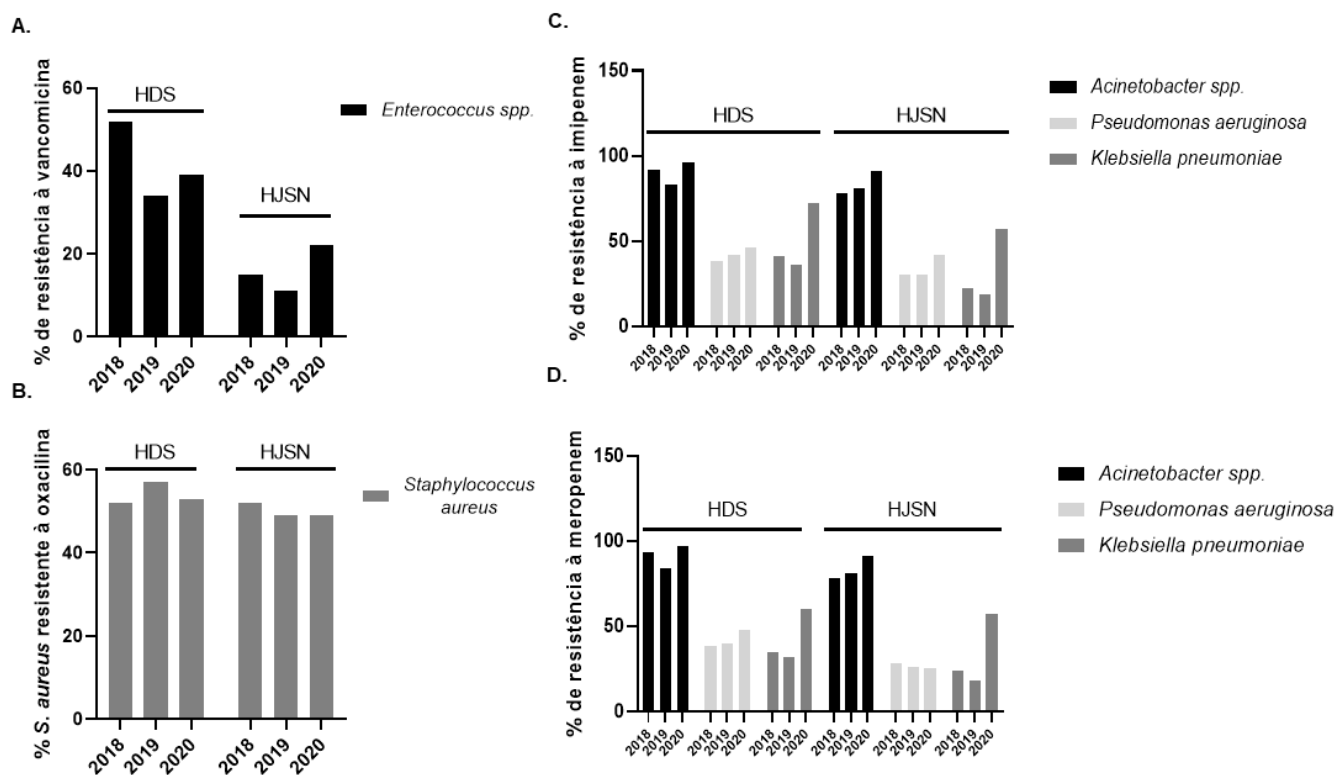 A.
% de resistência à vancomicina
60
40
20
0
HDS
HJSN
2018
2019
2020
2018
2019
2020
Enterococcus spp.
B.
% S. aureus resistente à oxacilina
60
40
20
0
HDS
HJSN
2018
2019
2020
2018
2019
2020
Staphylococcus
aureus
C.
% de resistência à imipenem
150
100
50
0
HDS
HJSN
2018
2019
2020
2018
2019
2020
2018
2019
2020
2018
2019
2020
2018
2019
2020
2018
2019
2020
Acinetobacter spp.
Pseudomonas aeruginosa
Klebsiella pneumoniae
D.
% de resistência à meropenem
150
100
50
0
HDS
HJSN
2018
2019
2020
2018
2019
2020
2018
2019
2020
2018
2019
2020
2018
2019
2020
2018
2019
2020
Acinetobacter spp.
Pseudomonas aeruginosa
Klebsiella pneumoniae